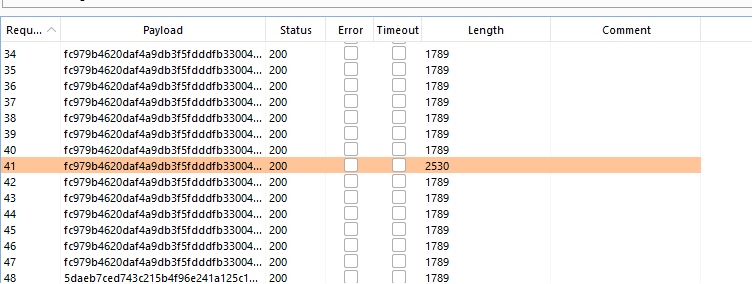 Requ... Payload Status Error Timeout Length Comment
34 fc979b4620daf4a9db3f5fdddfb33004... 200 1789
35 fc979b4620daf4a9db3f5fdddfb33004... 200 1789
36 fc979b4620daf4a9db3f5fdddfb33004... 200 1789
37 fc979b4620daf4a9db3f5fdddfb33004... 200 1789
38 fc979b4620daf4a9db3f5fdddfb33004... 200 1789
39 fc979b4620daf4a9db3f5fdddfb33004... 200 1789
40 fc979b4620daf4a9db3f5fdddfb33004... 200 1789
41 fc979b4620daf4a9db3f5fdddfb33004... 200 2530
42 fc979b4620daf4a9db3f5fdddfb33004... 200 1789
43 fc979b4620daf4a9db3f5fdddfb33004... 200 1789
44 fc979b4620daf4a9db3f5fdddfb33004... 200 1789
45 fc979b4620daf4a9db3f5fdddfb33004... 200 1789
46 fc979b4620daf4a9db3f5fdddfb33004... 200 1789
47 fc979b4620daf4a9db3f5fdddfb33004... 200 1789
48 5daeb7ced743c215b4f96e241a125c1... 200 1789